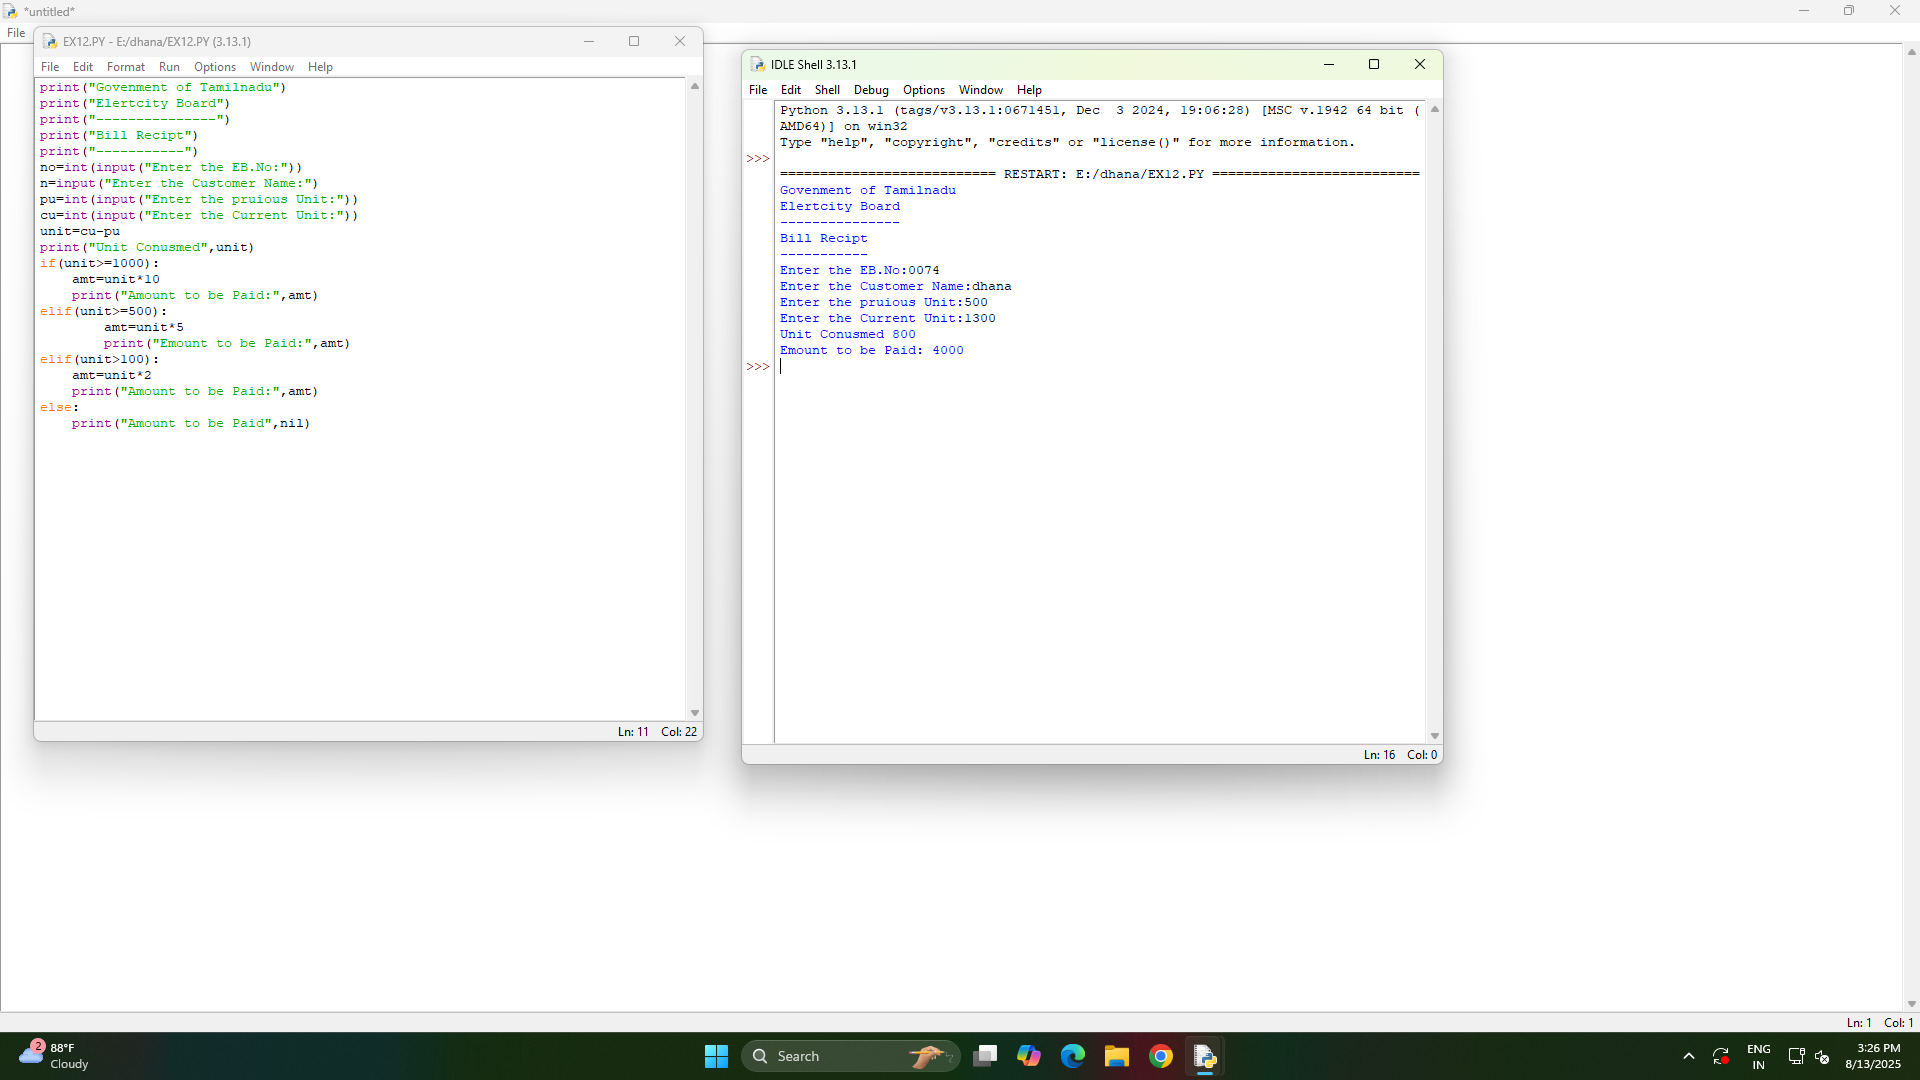 *untitled*
File
EX12.PY - E:/dhana/EX12.PY (3.13.1)
File Edit Format Run Options Window Help
print("Govenment of Tamilnadu")
print("Elertcity Board")
print("---------------")
print("Bill Recipt")
print("-----------")
no=int(input("Enter the EB.No:"))
n=input("Enter the Customer Name:")
pu=int(input("Enter the pruious Unit:"))
cu=int(input("Enter the Current Unit:"))
unit=cu-pu
print("Unit Conusmed",unit)
if(unit>=1000):
    amt=unit*10
    print("Amount to be Paid:",amt)
elif(unit>=500):
        amt=unit*5
        print("Emount to be Paid:",amt)
elif(unit>100):
    amt=unit*2
    print("Amount to be Paid:",amt)
else:
    print("Amount to be Paid",nil)
Ln: 11 Col: 22
IDLE Shell 3.13.1
File Edit Shell Debug Options Window Help
Python 3.13.1 (tags/v3.13.1:0671451, Dec  3 2024, 19:06:28) [MSC v.1942 64 bit (
AMD64)] on win32
Type "help", "copyright", "credits" or "license()" for more information.
>>>
=========================== RESTART: E:/dhana/EX12.PY ==========================
Govenment of Tamilnadu
Elertcity Board
---------------
Bill Recipt
-----------
Enter the EB.No:0074
Enter the Customer Name:dhana
Enter the pruious Unit:500
Enter the Current Unit:1300
Unit Conusmed 800
Emount to be Paid: 4000
>>>
Ln: 16 Col: 0
Ln: 1 Col: 1
2
88°F
Cloudy
Search
ENG
IN
3:26 PM
8/13/2025